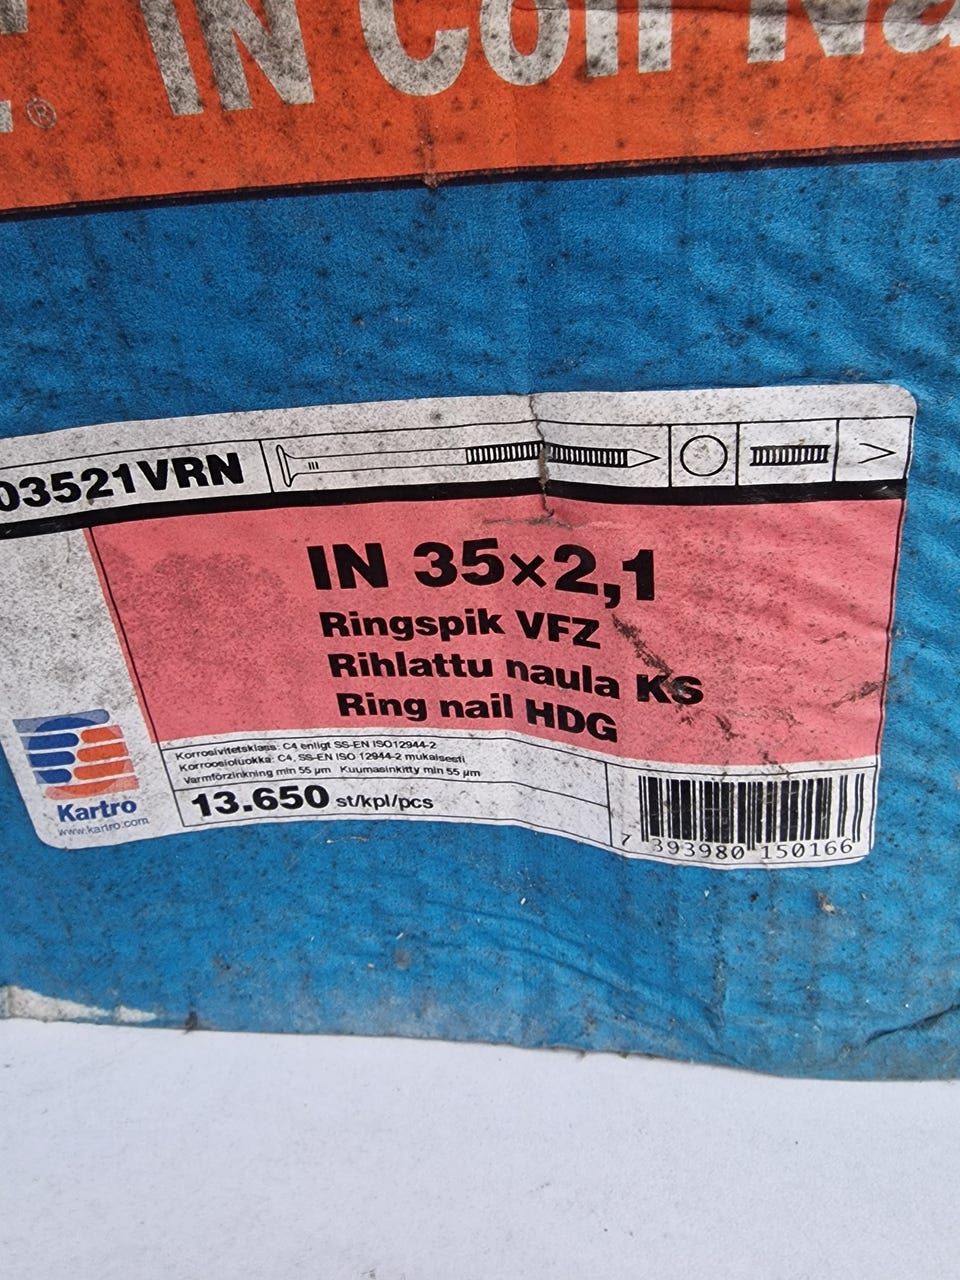 ® IN Coil Na
03521VRN
IN 35×2,1
Ringspik VFZ
Rihlattu naula KS
Ring nail HDG
Korrosivitetsklass: C4 enligt SS-EN ISO12944-2
Korroosioluokka: C4, SS-EN ISO 12944-2 mukaisesti
Varmförzinkning min 55 µm Kuumasinkitty min 55 µm
13.650 st/kpl/pcs
Kartro
www.kartro.com
7 393980 150166